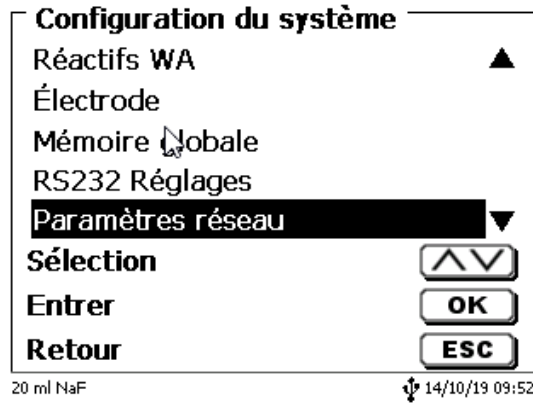 Configuration du système
Réactifs WA
Électrode
Mémoire Globale
RS232 Réglages
Paramètres réseau
Sélection
Entrer OK
Retour ESC
20 ml NaF 14/10/19 09:52